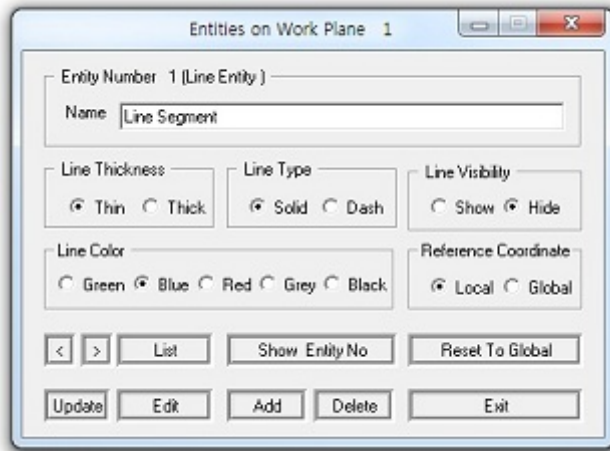 Entities on Work Plane 1
Entity Number 1 (Line Entity )
Name Line Segment
Line Thickness Line Type Line Visibility
Thin Thick Solid Dash Show Hide
Line Color Reference Coordinate
Green Blue Red Grey Black Local Global
< > List Show Entity No Reset To Global
Update Edit Add Delete Exit